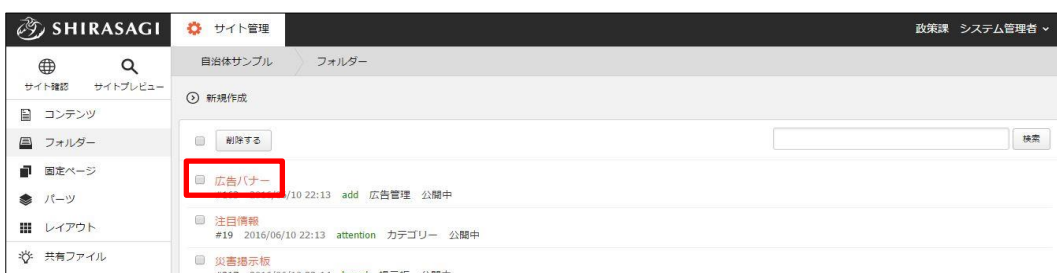 SHIRASAGI サイト管理 政策課 システム管理者
自治体サンプル フォルダー
サイト確認 サイトプレビュー
新規作成
コンテンツ
フォルダー
削除する 検索
固定ページ
広告バナー
22:13 add 広告管理 公開中
パーツ
注目情報
レイアウト
#19 2016/06/10 22:13 attention カテゴリー 公開中
共有ファイル
災害掲示板